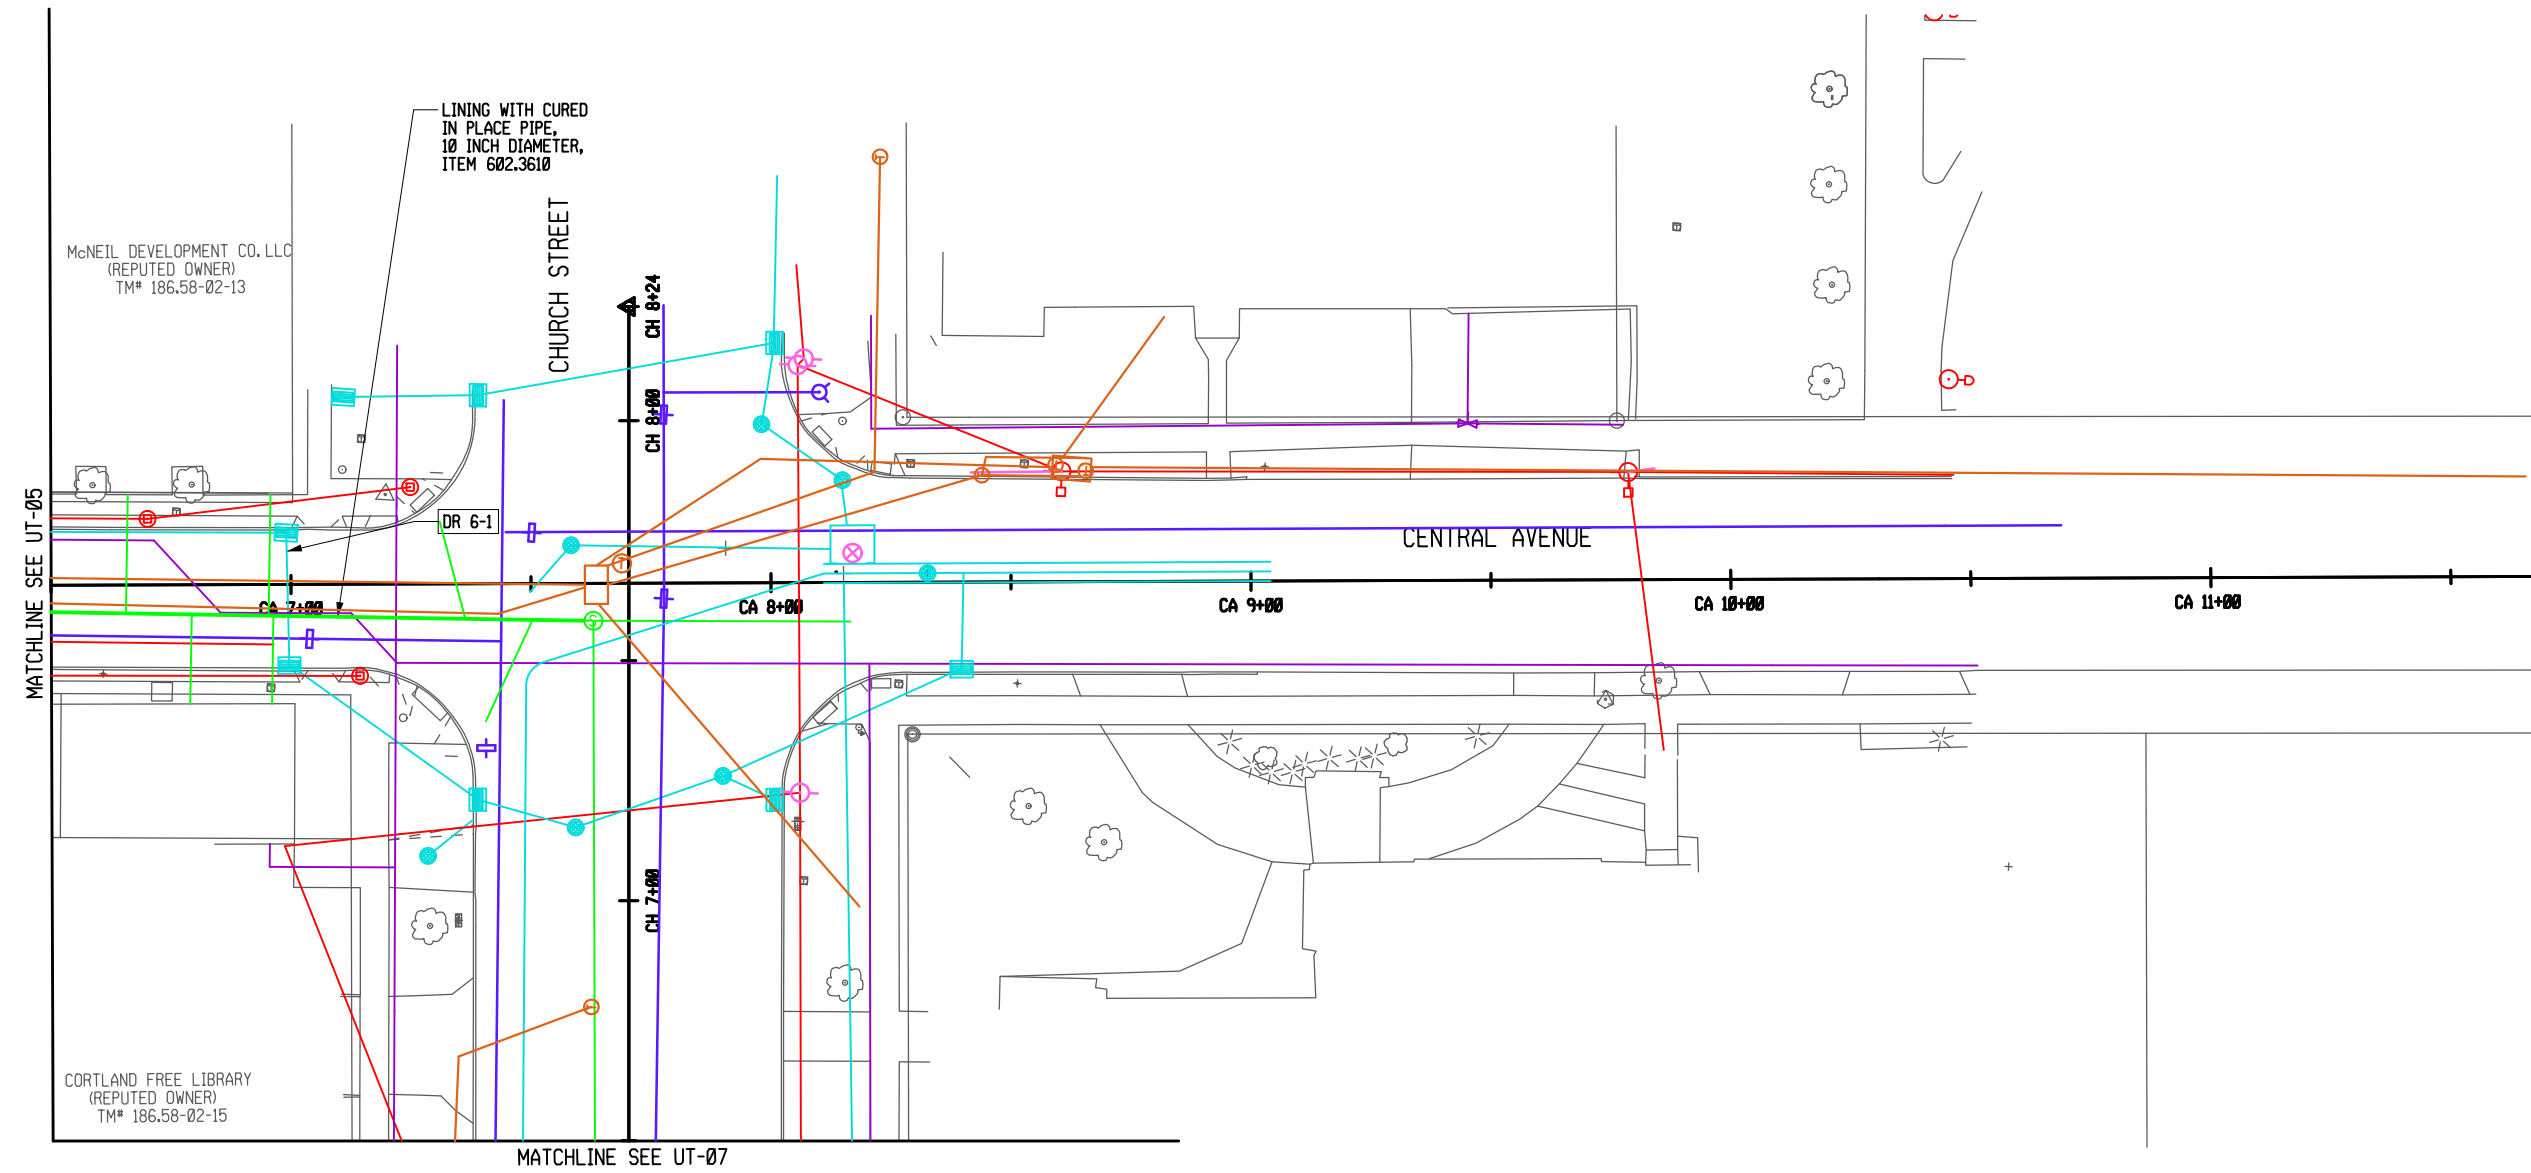 LINING WITH CURED
IN PLACE PIPE,
10 INCH DIAMETER,
ITEM 602.3610
CHURCH STREET
McNEIL DEVELOPMENT CO. LLC
(REPUTED OWNER)
TM# 186.58-02-13
CH 8+24
CH 8+00
MATCHLINE SEE UT-05
DR 6-1
CENTRAL AVENUE
CA 7+00
CA 8+00
CA 9+00
CA 10+00
CA 11+00
CH 7+00
CORTLAND FREE LIBRARY
(REPUTED OWNER)
TM# 186.58-02-15
MATCHLINE SEE UT-07